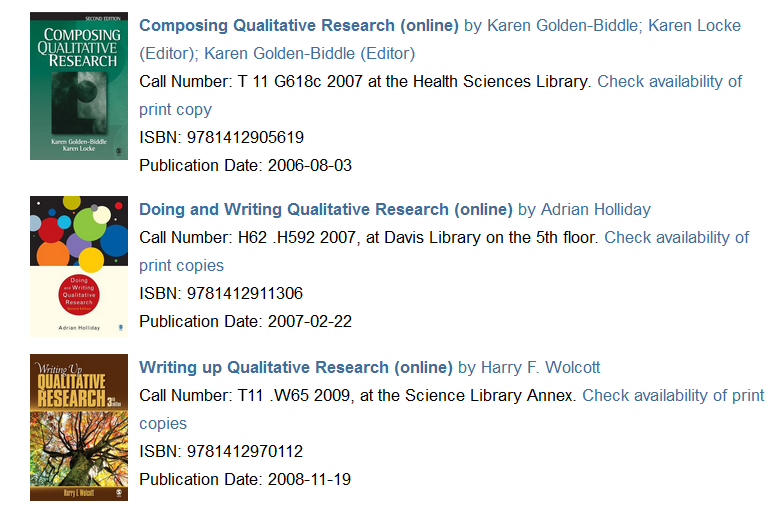 SECOND EDITION
COMPOSING
QUALITATIVE
RESEARCH
Karen Golden-Biddle
Karen Locke
Composing Qualitative Research (online) by Karen Golden-Biddle; Karen Locke
(Editor); Karen Golden-Biddle (Editor)
Call Number: T 11 G618c 2007 at the Health Sciences Library. Check availability of
print copy
ISBN: 9781412905619
Publication Date: 2006-08-03
Doing
and Writing
Qualitative
Research
Adrian Holliday
Doing and Writing Qualitative Research (online) by Adrian Holliday
Call Number: H62 .H592 2007, at Davis Library on the 5th floor. Check availability of
print copies
ISBN: 9781412911306
Publication Date: 2007-02-22
Writing Up
QUALITATIVE
RESEARCH
Harry F. Wolcott
Writing up Qualitative Research (online) by Harry F. Wolcott
Call Number: T11 .W65 2009, at the Science Library Annex. Check availability of print
copies
ISBN: 9781412970112
Publication Date: 2008-11-19